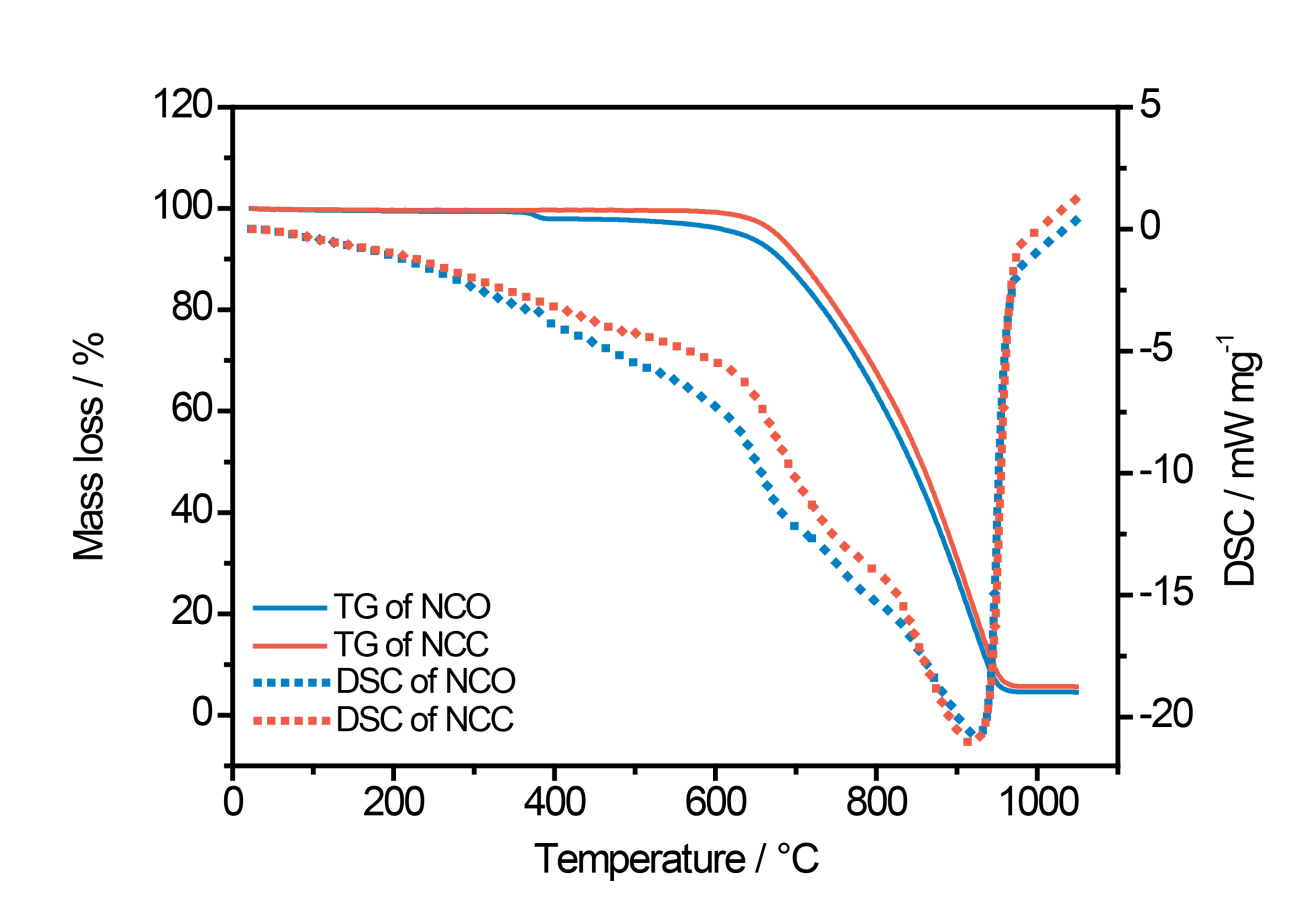 120
100
80
60
40
20
0
Mass loss / %
5
0
-5
-10
-15
-20
DSC / mW mg⁻¹
TG of NCO
TG of NCC
DSC of NCO
DSC of NCC
0 200 400 600 800 1000
Temperature / °C